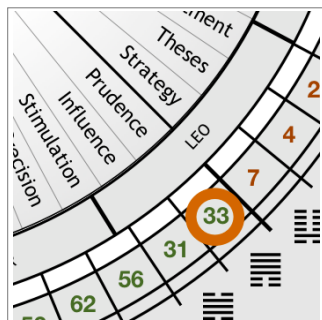 Theses
Strategy
Prudence
Influence
Stimulation
LEO
2
4
7
33
31
56
62